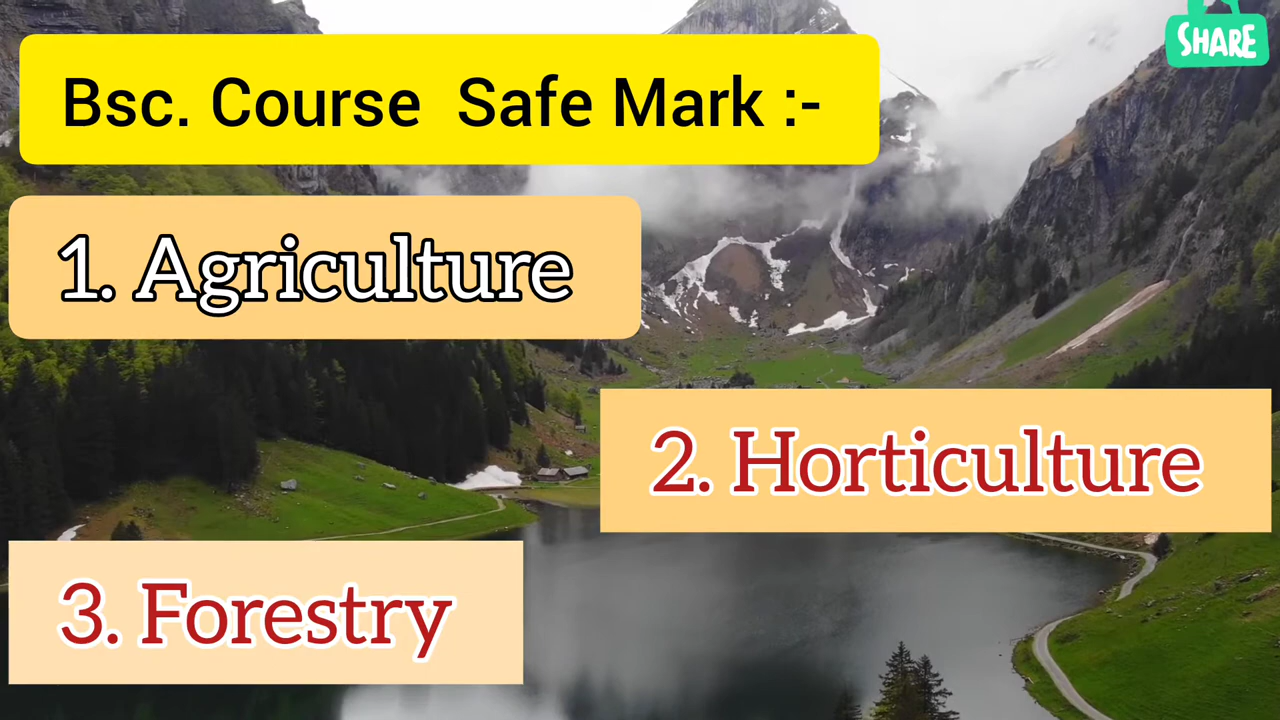 SHARE
Bsc. Course Safe Mark :-
1. Agriculture
2. Horticulture
3. Forestry